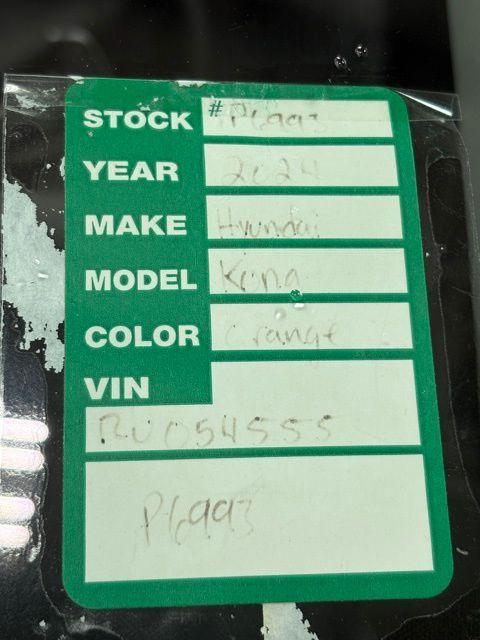 STOCK # P6993
YEAR 2024
MAKE Hyundai
MODEL Kona
COLOR Orange
VIN
RU054555
P6993